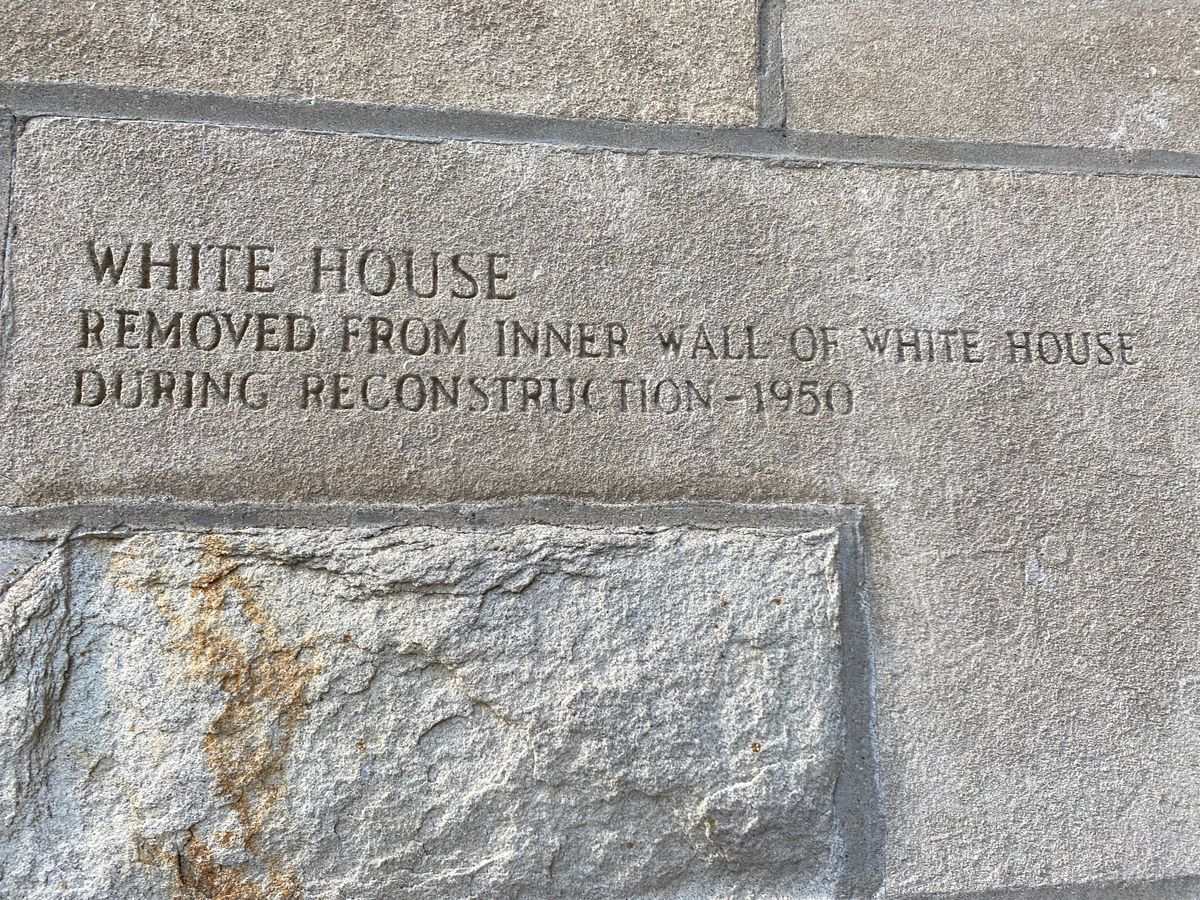 WHITE HOUSE
REMOVED FROM INNER WALL OF WHITE HOUSE
DURING RECONSTRUCTION-1950